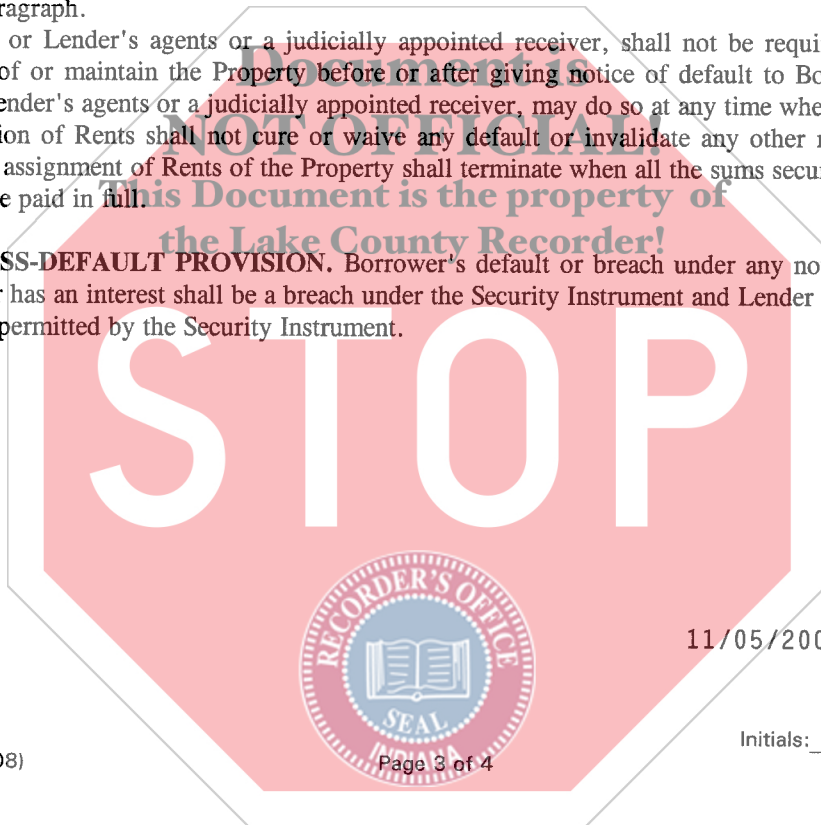 ragraph.
or Lender's agents or a judicially appointed receiver, shall not be requi
of or maintain the Property before or after giving notice of default to Bo
ender's agents or a judicially appointed receiver, may do so at any time whe
ion of Rents shall not cure or waive any default or invalidate any other r
assignment of Rents of the Property shall terminate when all the sums secu
e paid in full.
SS-DEFAULT PROVISION. Borrower's default or breach under any no
r has an interest shall be a breach under the Security Instrument and Lender
permitted by the Security Instrument.
Document is
NOT OFFICIAL!
This Document is the property of
the Lake County Recorder!
STOP
RECORDER'S OFFICE
SEAL
INDIANA
11/05/200
Initials:_
08)
Page 3 of 4